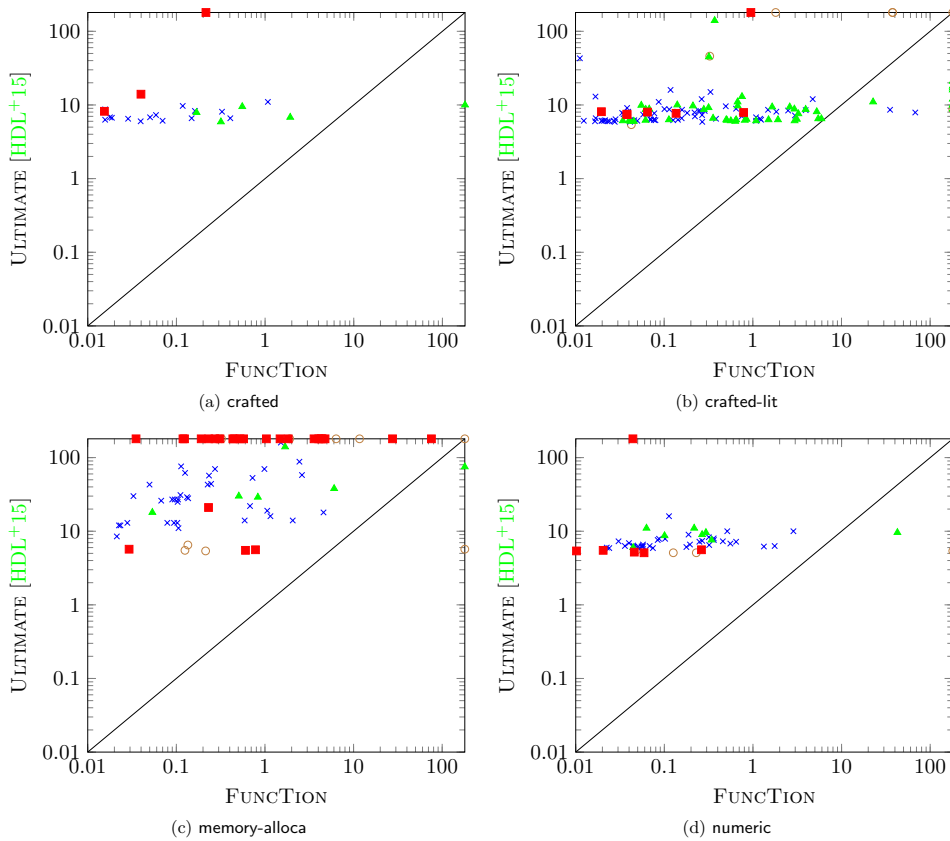 100
10
1
0.1
0.01
0.01 0.1 1 10 100
ULTIMATE [HDL+15]
FUNCTION
(a) crafted
100
10
1
0.1
0.01
0.01 0.1 1 10 100
ULTIMATE [HDL+15]
FUNCTION
(b) crafted-lit
100
10
1
0.1
0.01
0.01 0.1 1 10 100
ULTIMATE [HDL+15]
FUNCTION
(c) memory-alloca
100
10
1
0.1
0.01
0.01 0.1 1 10 100
ULTIMATE [HDL+15]
FUNCTION
(d) numeric